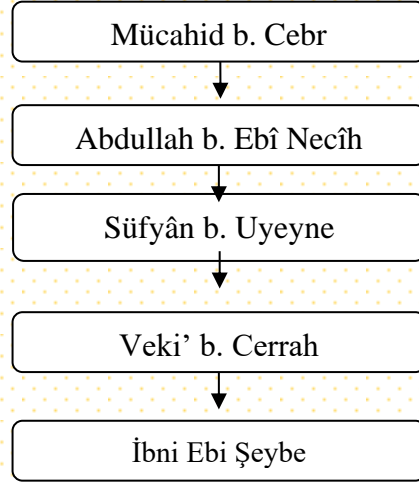 Mücahid b. Cebr
Abdullah b. Ebî Necîh
Süfyân b. Uyeyne
Veki’ b. Cerrah
İbni Ebi Şeybe